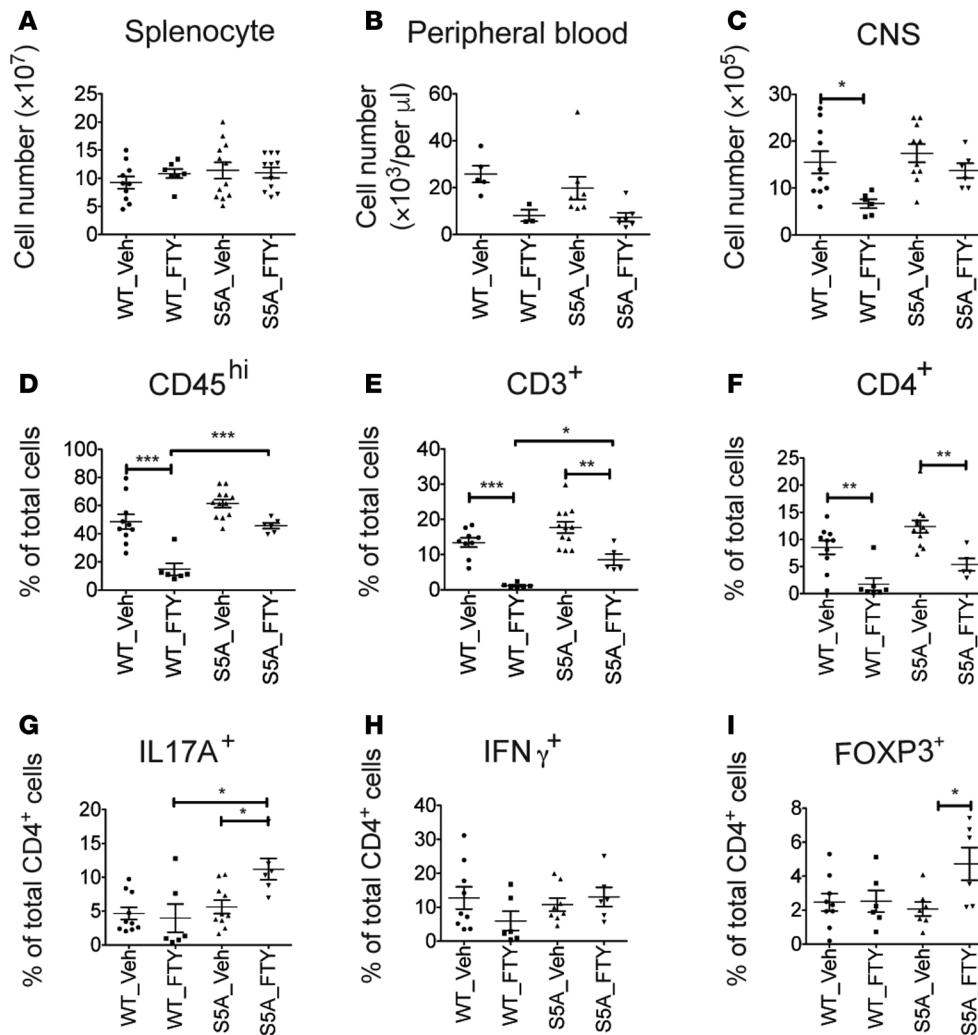 A
Splenocyte
Cell number (×10⁷)
25
20
15
10
5
0
WT_Veh
WT_FTY
S5A_Veh
S5A_FTY
B
Peripheral blood
Cell number
(×10³/per µl)
60
40
20
0
WT_Veh
WT_FTY
S5A_Veh
S5A_FTY
C
CNS
Cell number (×10⁵)
*
30
20
10
0
WT_Veh
WT_FTY
S5A_Veh
S5A_FTY
D
CD45ʰⁱ
% of total cells
***
***
100
80
60
40
20
0
WT_Veh
WT_FTY
S5A_Veh
S5A_FTY
E
CD3⁺
% of total cells
*
***
**
40
30
20
10
0
WT_Veh
WT_FTY
S5A_Veh
S5A_FTY
F
CD4⁺
% of total cells
**
**
25
20
15
10
5
0
WT_Veh
WT_FTY
S5A_Veh
S5A_FTY
G
IL17A⁺
% of total CD4⁺ cells
*
*
20
15
10
5
0
WT_Veh
WT_FTY
S5A_Veh
S5A_FTY
H
IFN γ⁺
% of total CD4⁺ cells
40
30
20
10
0
WT_Veh
WT_FTY
S5A_Veh
S5A_FTY
I
FOXP3⁺
% of total CD4⁺ cells
*
8
6
4
2
0
WT_Veh
WT_FTY
S5A_Veh
S5A_FTY